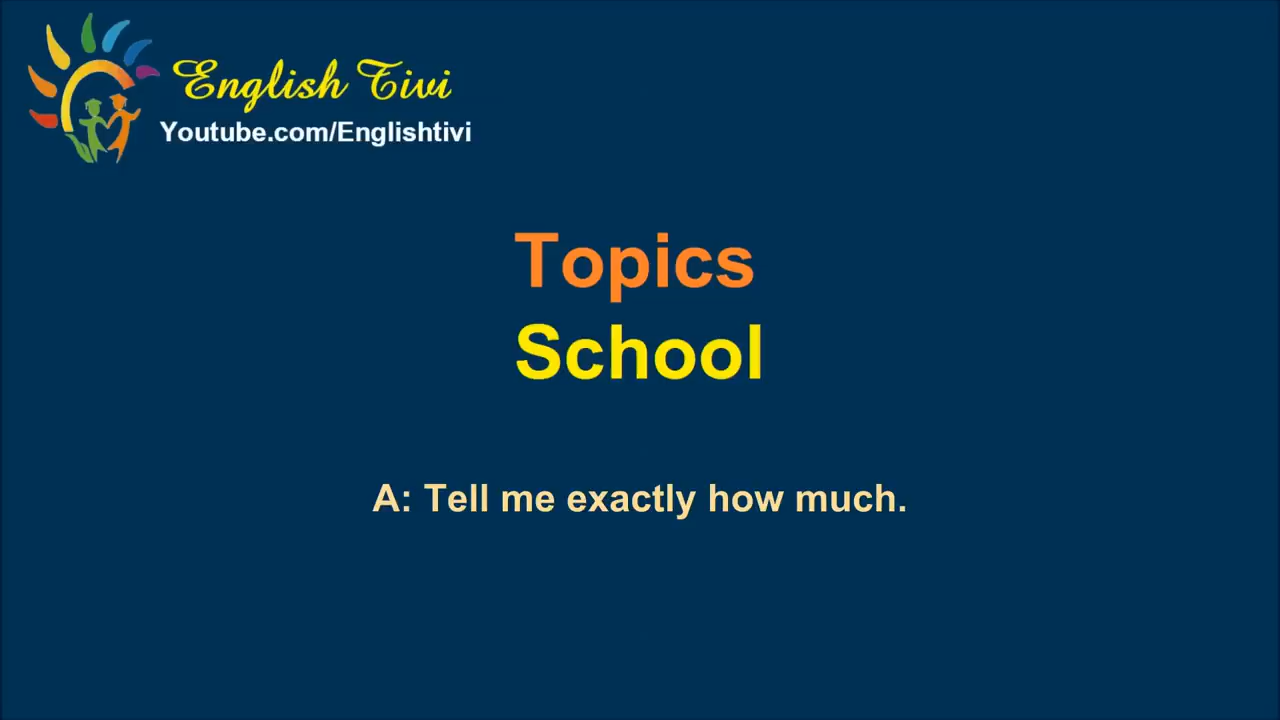 English Tivi
Youtube.com/Englishtivi
Topics
School
A: Tell me exactly how much.